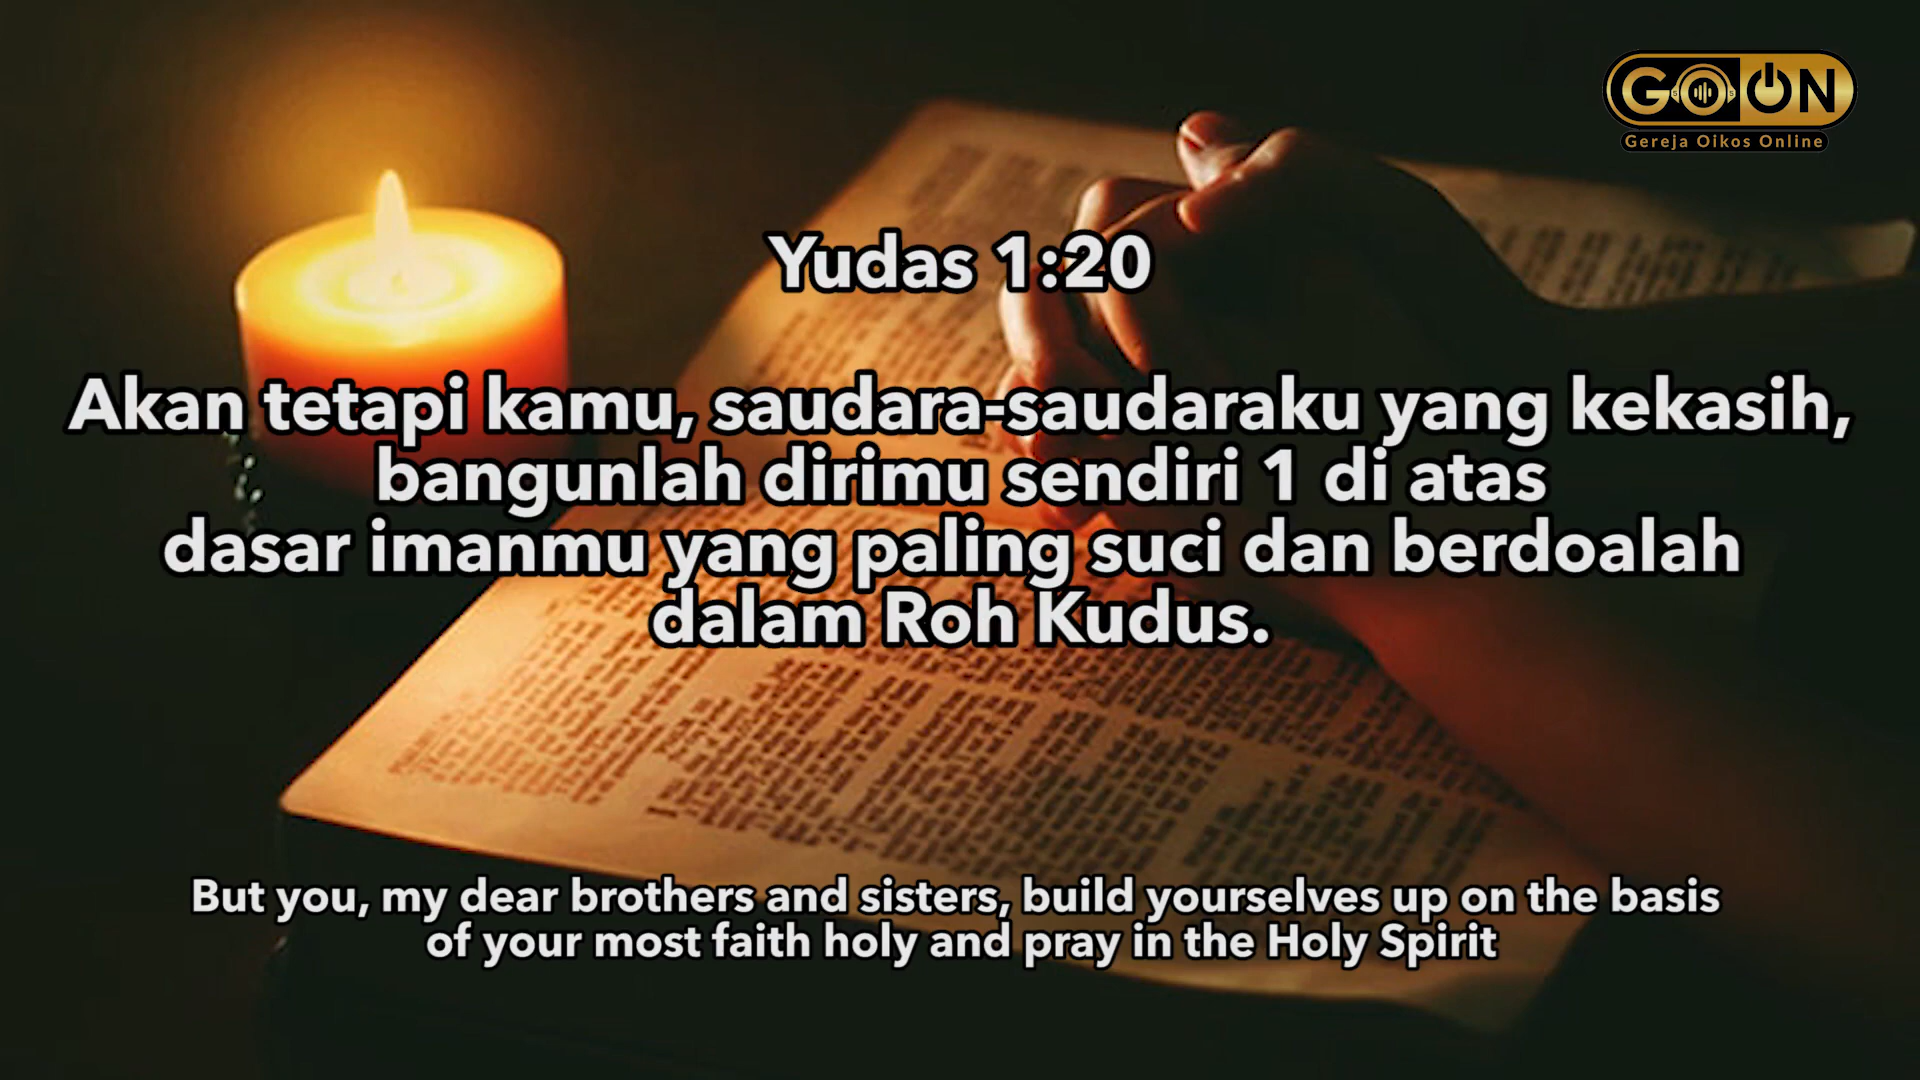 GOON
Gereja Oikos Online
Yudas 1:20
Akan tetapi kamu, saudara-saudaraku yang kekasih,
bangunlah dirimu sendiri 1 di atas
dasar imanmu yang paling suci dan berdoalah
dalam Roh Kudus.
But you, my dear brothers and sisters, build yourselves up on the basis
of your most faith holy and pray in the Holy Spirit